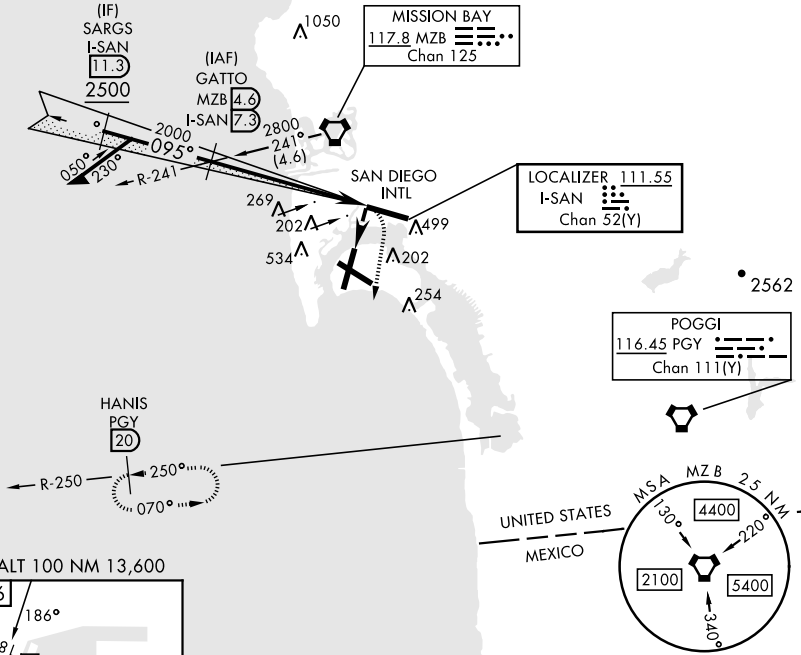 (IF)
SARGS
I-SAN
11.3
2500
(IAF)
GATTO
MZB 4.6
I-SAN 7.3
1050
MISSION BAY
117.8 MZB
Chan 125
2000
095°
2800
241°
(4.6)
050°
230°
R-241
SAN DIEGO
INTL
LOCALIZER 111.55
I-SAN
Chan 52(Y)
269
202
499
534
202
254
2562
POGGI
116.45 PGY
Chan 111(Y)
HANIS
PGY
20
R-250
250°
070°
UNITED STATES
MEXICO
MSA MZB 25 NM
130°
4400
220°
2100
5400
340°
ALT 100 NM 13,600
186°